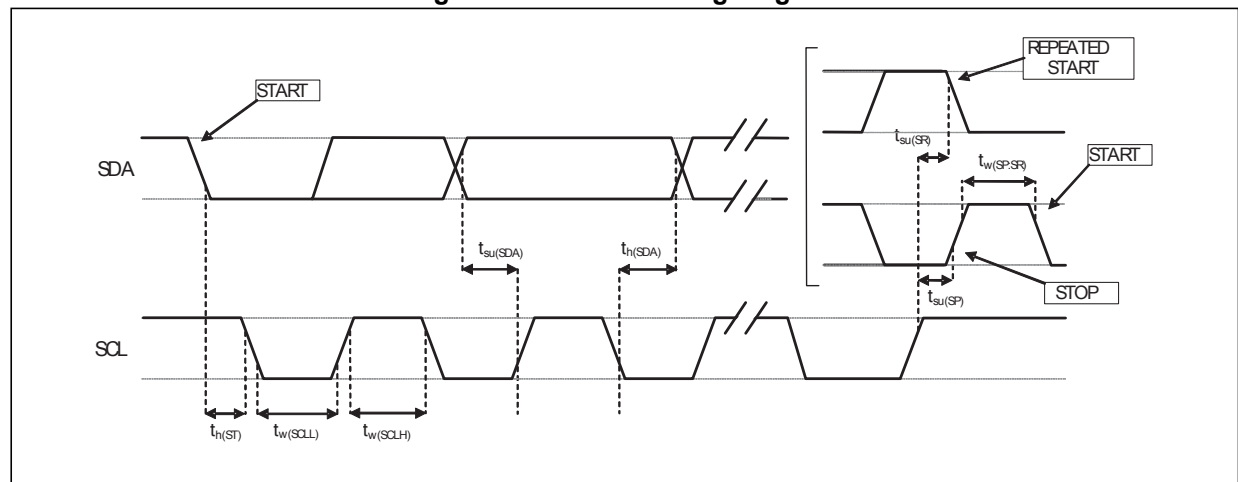 REPEATED
START
START
SDA
tsu(SR)
tw(SP:SR)
START
tsu(SDA)
th(SDA)
tsu(SP)
STOP
SCL
th(ST)
tw(SCLL)
tw(SCLH)